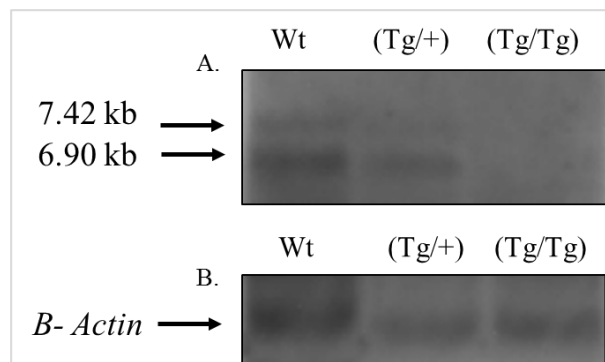 Wt (Tg/+) (Tg/Tg)
A.
7.42 kb
6.90 kb
Wt (Tg/+) (Tg/Tg)
B.
B- Actin